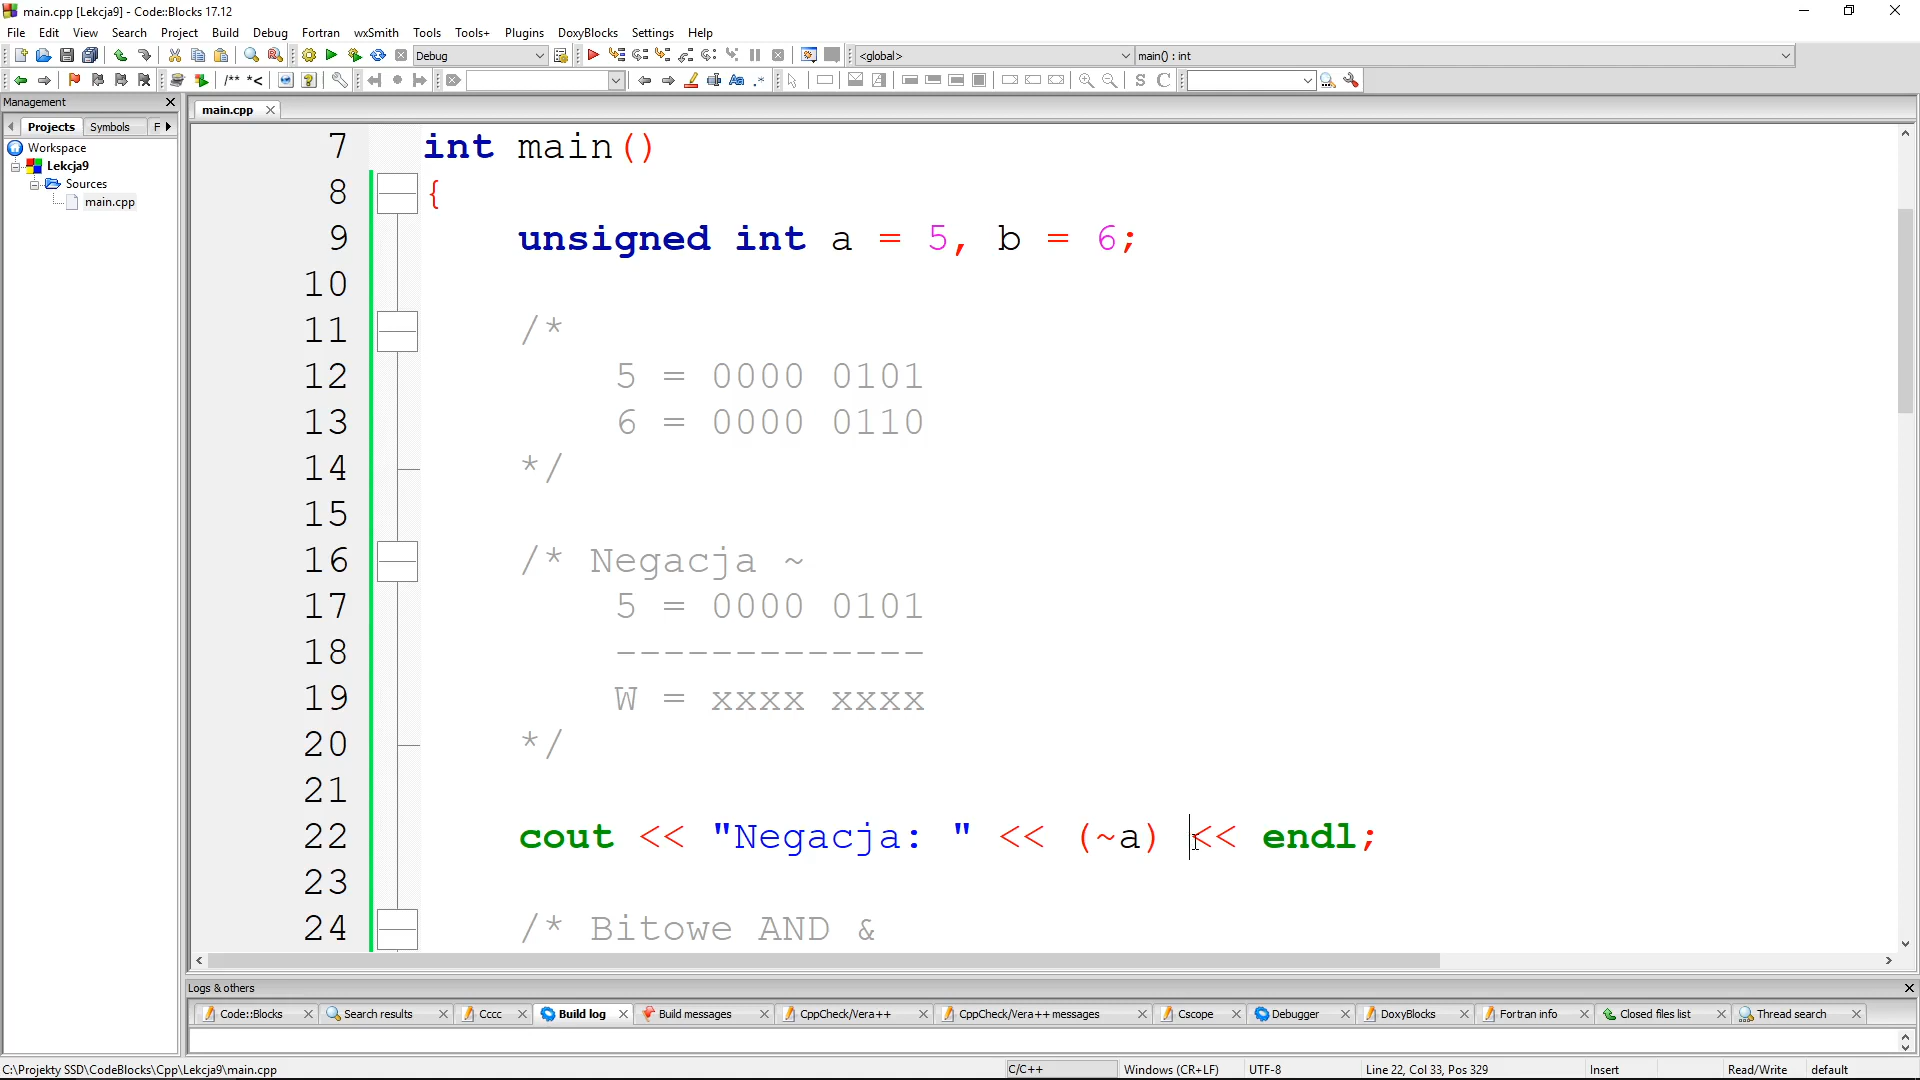 main.cpp [Lekcja9] - Code::Blocks 17.12
File Edit View Search Project Build Debug Fortran wxSmith Tools Tools+ Plugins DoxyBlocks Settings Help
Debug <global> main() : int
/** *< Aa .* S C
Management
Projects Symbols F
Workspace
Lekcja9
Sources
main.cpp
main.cpp
7 int main()
8 {
9 unsigned int a = 5, b = 6;
10
11 /*
12 5 = 0000 0101
13 6 = 0000 0110
14 */
15
16 /* Negacja ~
17 5 = 0000 0101
18 -------------
19 W = xxxx xxxx
20 */
21
22 cout << "Negacja: " << (~a) << endl;
23
24 /* Bitowe AND &
Logs & others
Code::Blocks Search results Cccc Build log Build messages CppCheck/Vera++ CppCheck/Vera++ messages Cscope Debugger DoxyBlocks Fortran info Closed files list Thread search
C:\Projekty SSD\CodeBlocks\Cpp\Lekcja9\main.cpp C/C++ Windows (CR+LF) UTF-8 Line 22, Col 33, Pos 329 Insert Read/Write default